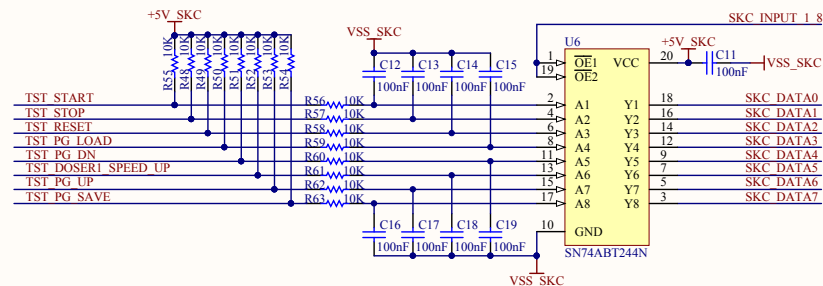 +5V_SKC
R55 10K
R48 10K
R49 10K
R50 10K
R51 10K
R52 10K
R53 10K
R54 10K
VSS_SKC
C12
100nF
C13
100nF
C14
100nF
C15
100nF
SKC_INPUT_1_8
U6
+5V_SKC
C11
100nF
VSS_SKC
1
OE1
VCC
20
19
OE2
TST_START
R56
10K
2
A1
Y1
18
SKC_DATA0
TST_STOP
R57
10K
4
A2
Y2
16
SKC_DATA1
TST_RESET
R58
10K
6
A3
Y3
14
SKC_DATA2
TST_PG_LOAD
R59
10K
8
A4
Y4
12
SKC_DATA3
TST_PG_DN
R60
10K
11
A5
Y5
9
SKC_DATA4
TST_DOSER1_SPEED_UP
R61
10K
13
A6
Y6
7
SKC_DATA5
TST_PG_UP
R62
10K
15
A7
Y7
5
SKC_DATA6
TST_PG_SAVE
R63
10K
17
A8
Y8
3
SKC_DATA7
C16
100nF
C17
100nF
C18
100nF
C19
100nF
10
GND
SN74ABT244N
VSS_SKC